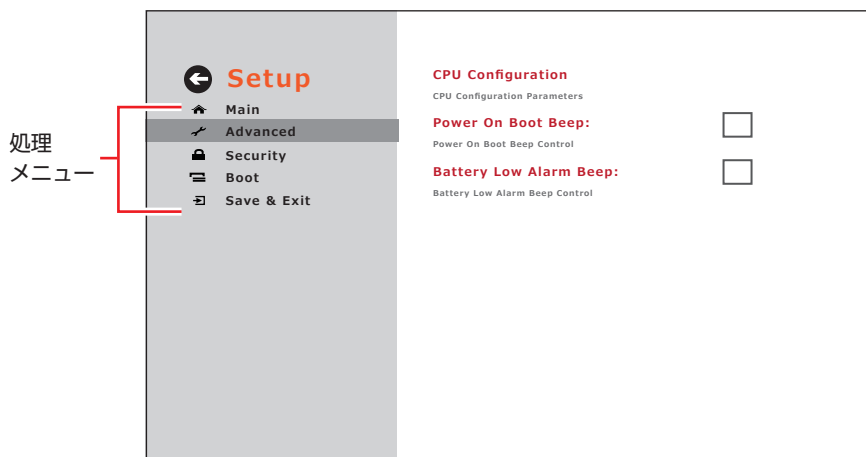 処理
メニュー
Setup
Main
Advanced
Security
Boot
Save & Exit
CPU Configuration
CPU Configuration Parameters
Power On Boot Beep:
Power On Boot Beep Control
Battery Low Alarm Beep:
Battery Low Alarm Beep Control